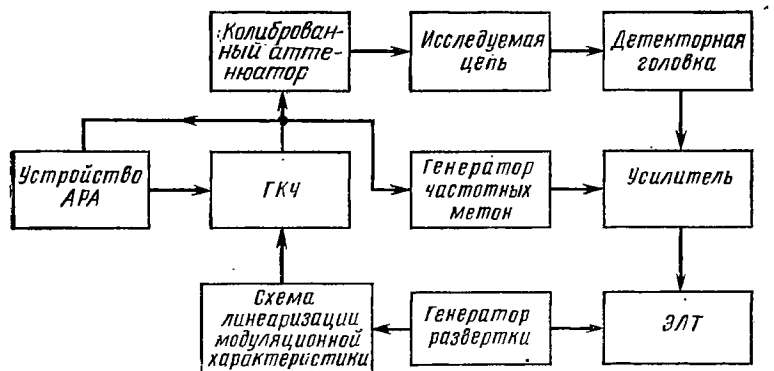 Колиброван-
ный атте-
нюатор
Исследуемая
цепь
Детекторная
головка
Устройство
АРА
ГКЧ
Генератор
частотных
метон
Усилитель
Схема
линеаризации
модуляционной
характеристики
Генератор
развертки
ЭЛТ